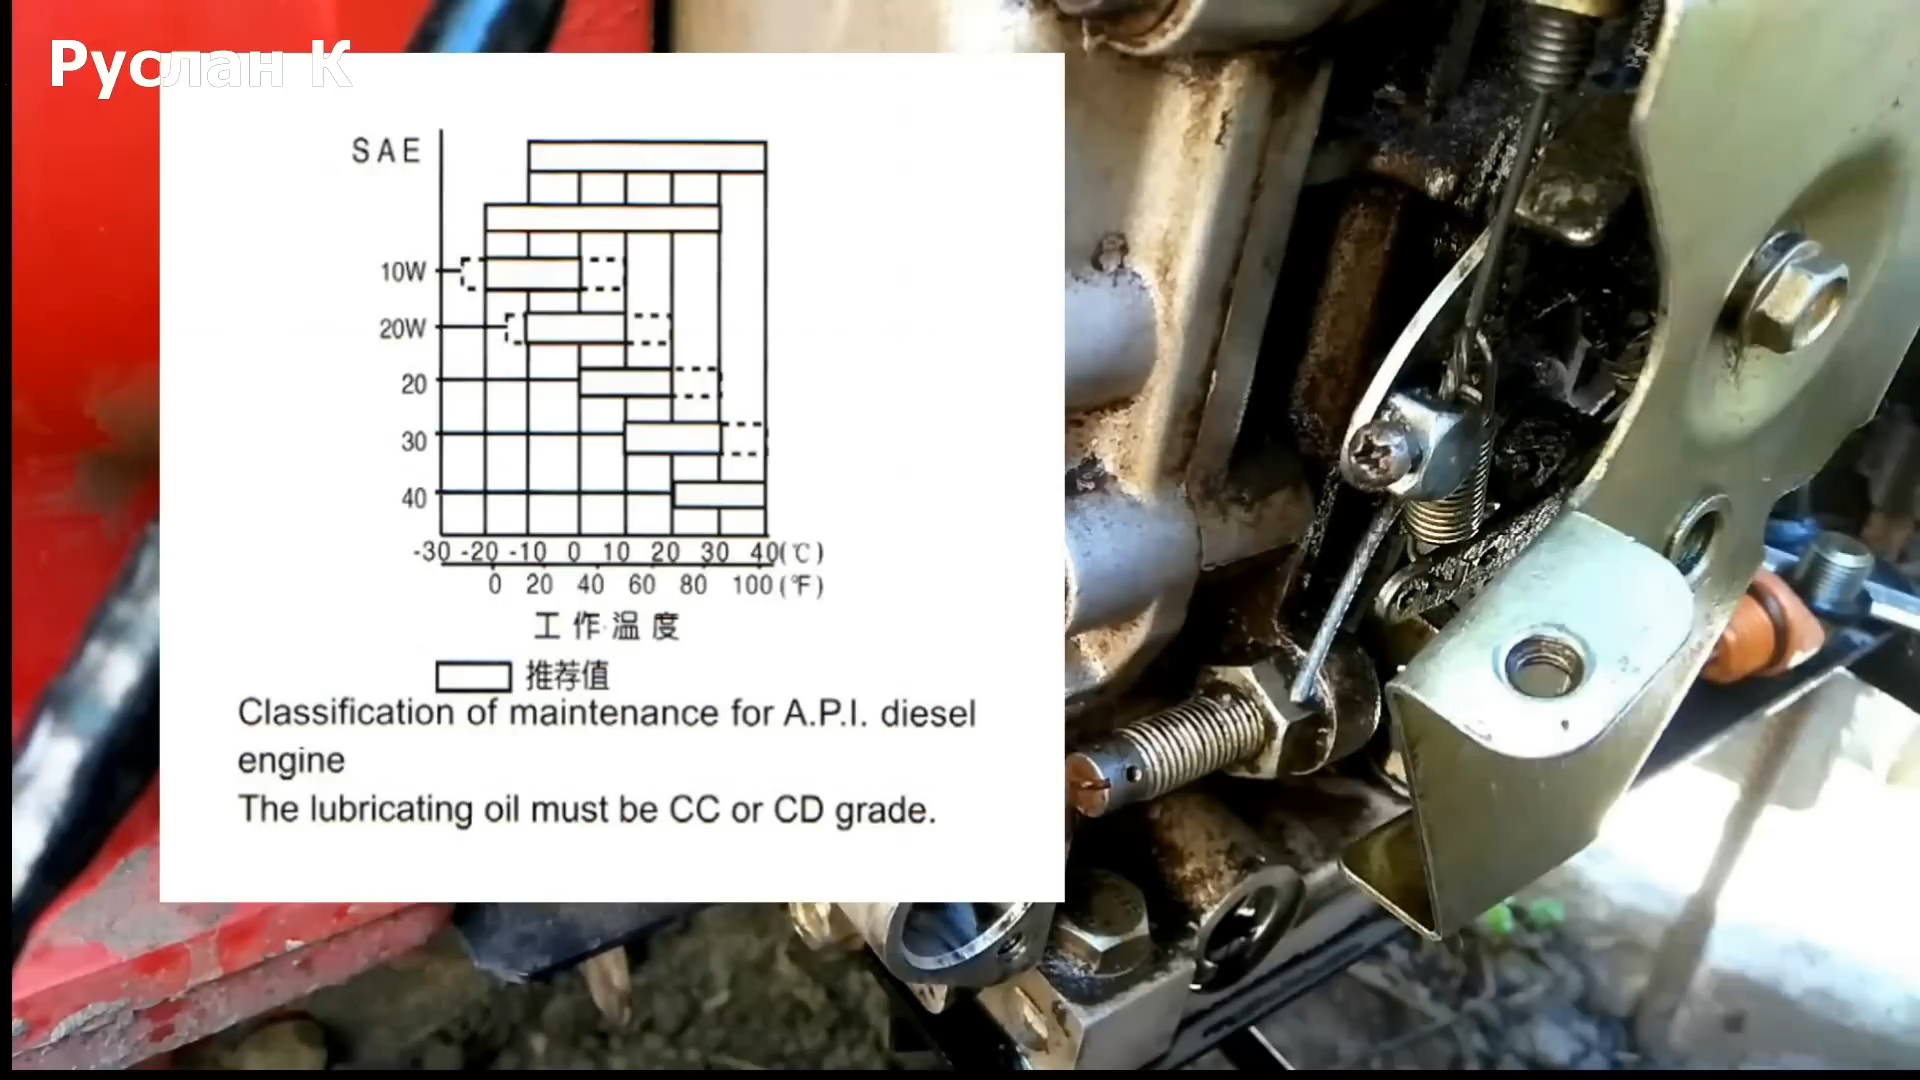 Руслан К
SAE
10W
20W
20
30
40
-30 -20 -10 0 10 20 30 40(℃)
0 20 40 60 80 100(℉)
工作温度
推荐值
Classification of maintenance for A.P.I. diesel
engine
The lubricating oil must be CC or CD grade.